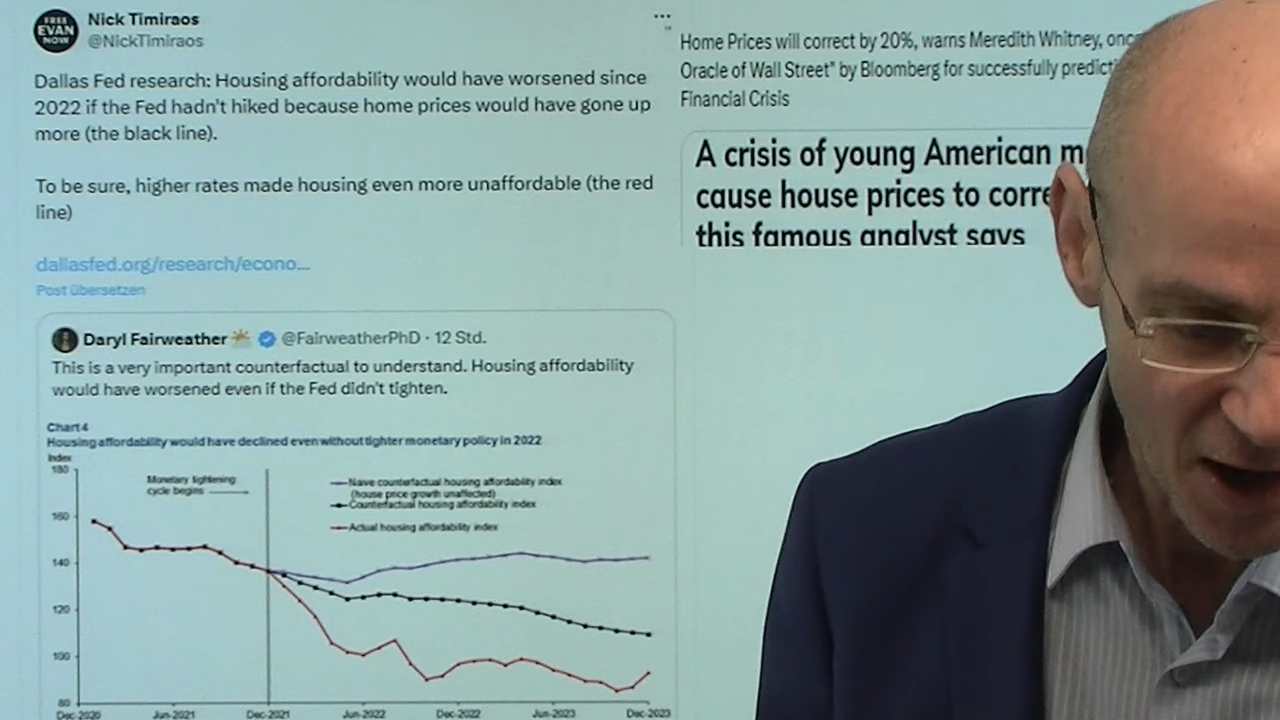 FREE
EVAN
NOW
Nick Timiraos
@NickTimiraos
Dallas Fed research: Housing affordability would have worsened since
2022 if the Fed hadn't hiked because home prices would have gone up
more (the black line).
To be sure, higher rates made housing even more unaffordable (the red
line)
dallasfed.org/research/econo...
Post übersetzen
Daryl Fairweather @FairweatherPhD · 12 Std.
This is a very important counterfactual to understand. Housing affordability
would have worsened even if the Fed didn't tighten.
Chart 4
Housing affordability would have declined even without tighter monetary policy in 2022
Index
180
160
140
120
100
80
Monetary tightening
cycle begins
Naive counterfactual housing affordability index
(house price growth unaffected)
Counterfactual housing affordability index
Actual housing affordability index
Dec-2020 Jun-2021 Dec-2021 Jun-2022 Dec-2022 Jun-2023 Dec-2023
Home Prices will correct by 20%, warns Meredith Whitney,
Oracle of Wall Street" by Bloomberg for successfully
Financial Crisis
A crisis of young American
cause house prices to
this famous analyst says